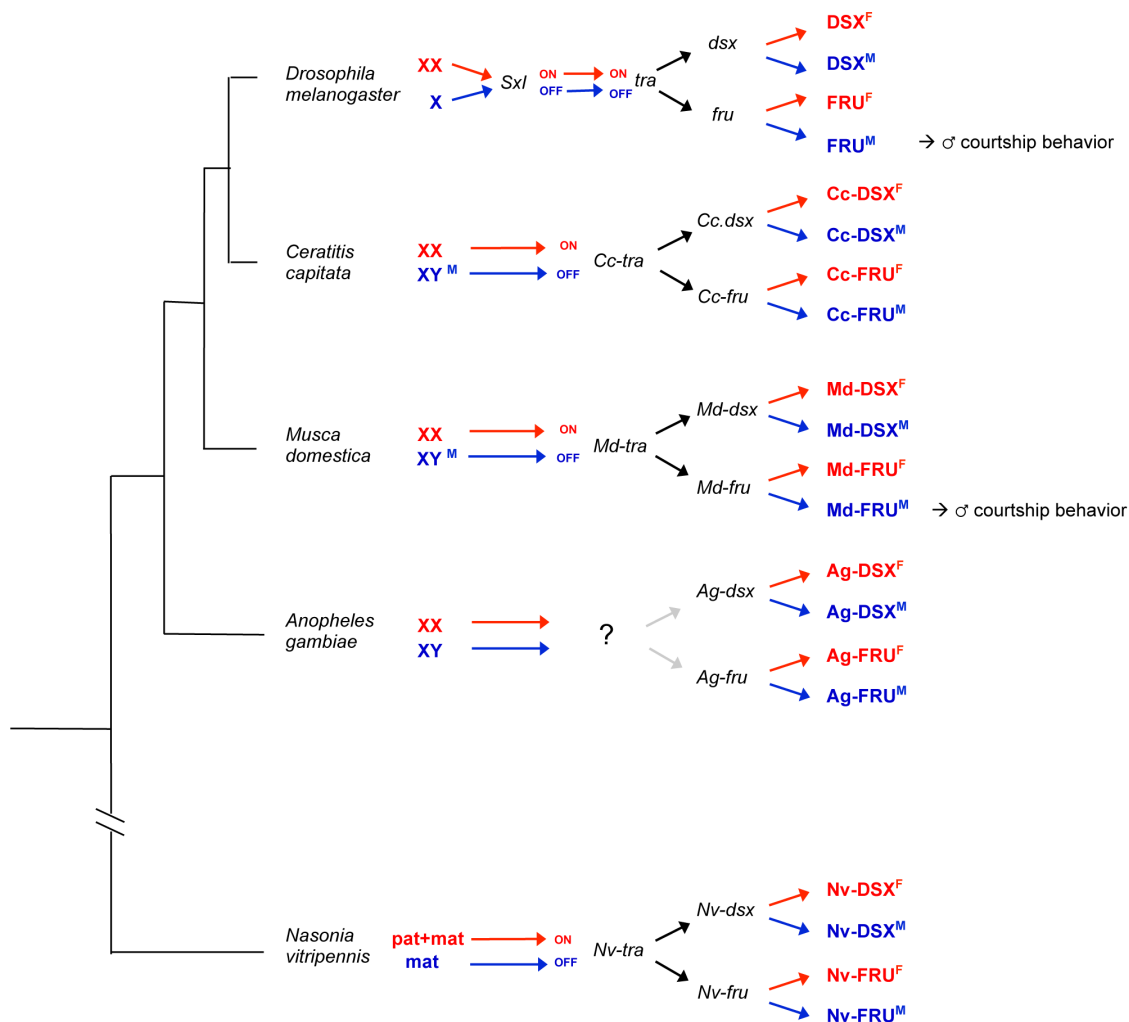 DSXF
dsx
Drosophila
melanogaster
XX
X
Sxl
ON
ON
OFF
OFF
tra
DSXM
FRUF
fru
FRUM
→ ♂ courtship behavior
Cc-DSXF
Cc.dsx
Cc-DSXM
Ceratitis
capitata
XX
ON
XY M
OFF
Cc-tra
Cc-FRUF
Cc-fru
Cc-FRUM
Md-DSXF
Md-dsx
Md-DSXM
Musca
domestica
XX
ON
XY M
OFF
Md-tra
Md-FRUF
Md-fru
Md-FRUM
→ ♂ courtship behavior
Ag-DSXF
Ag-dsx
Ag-DSXM
Anopheles
gambiae
XX
XY
?
Ag-FRUF
Ag-fru
Ag-FRUM
Nv-DSXF
Nv-dsx
Nv-DSXM
Nasonia
vitripennis
pat+mat
ON
mat
OFF
Nv-tra
Nv-FRUF
Nv-fru
Nv-FRUM